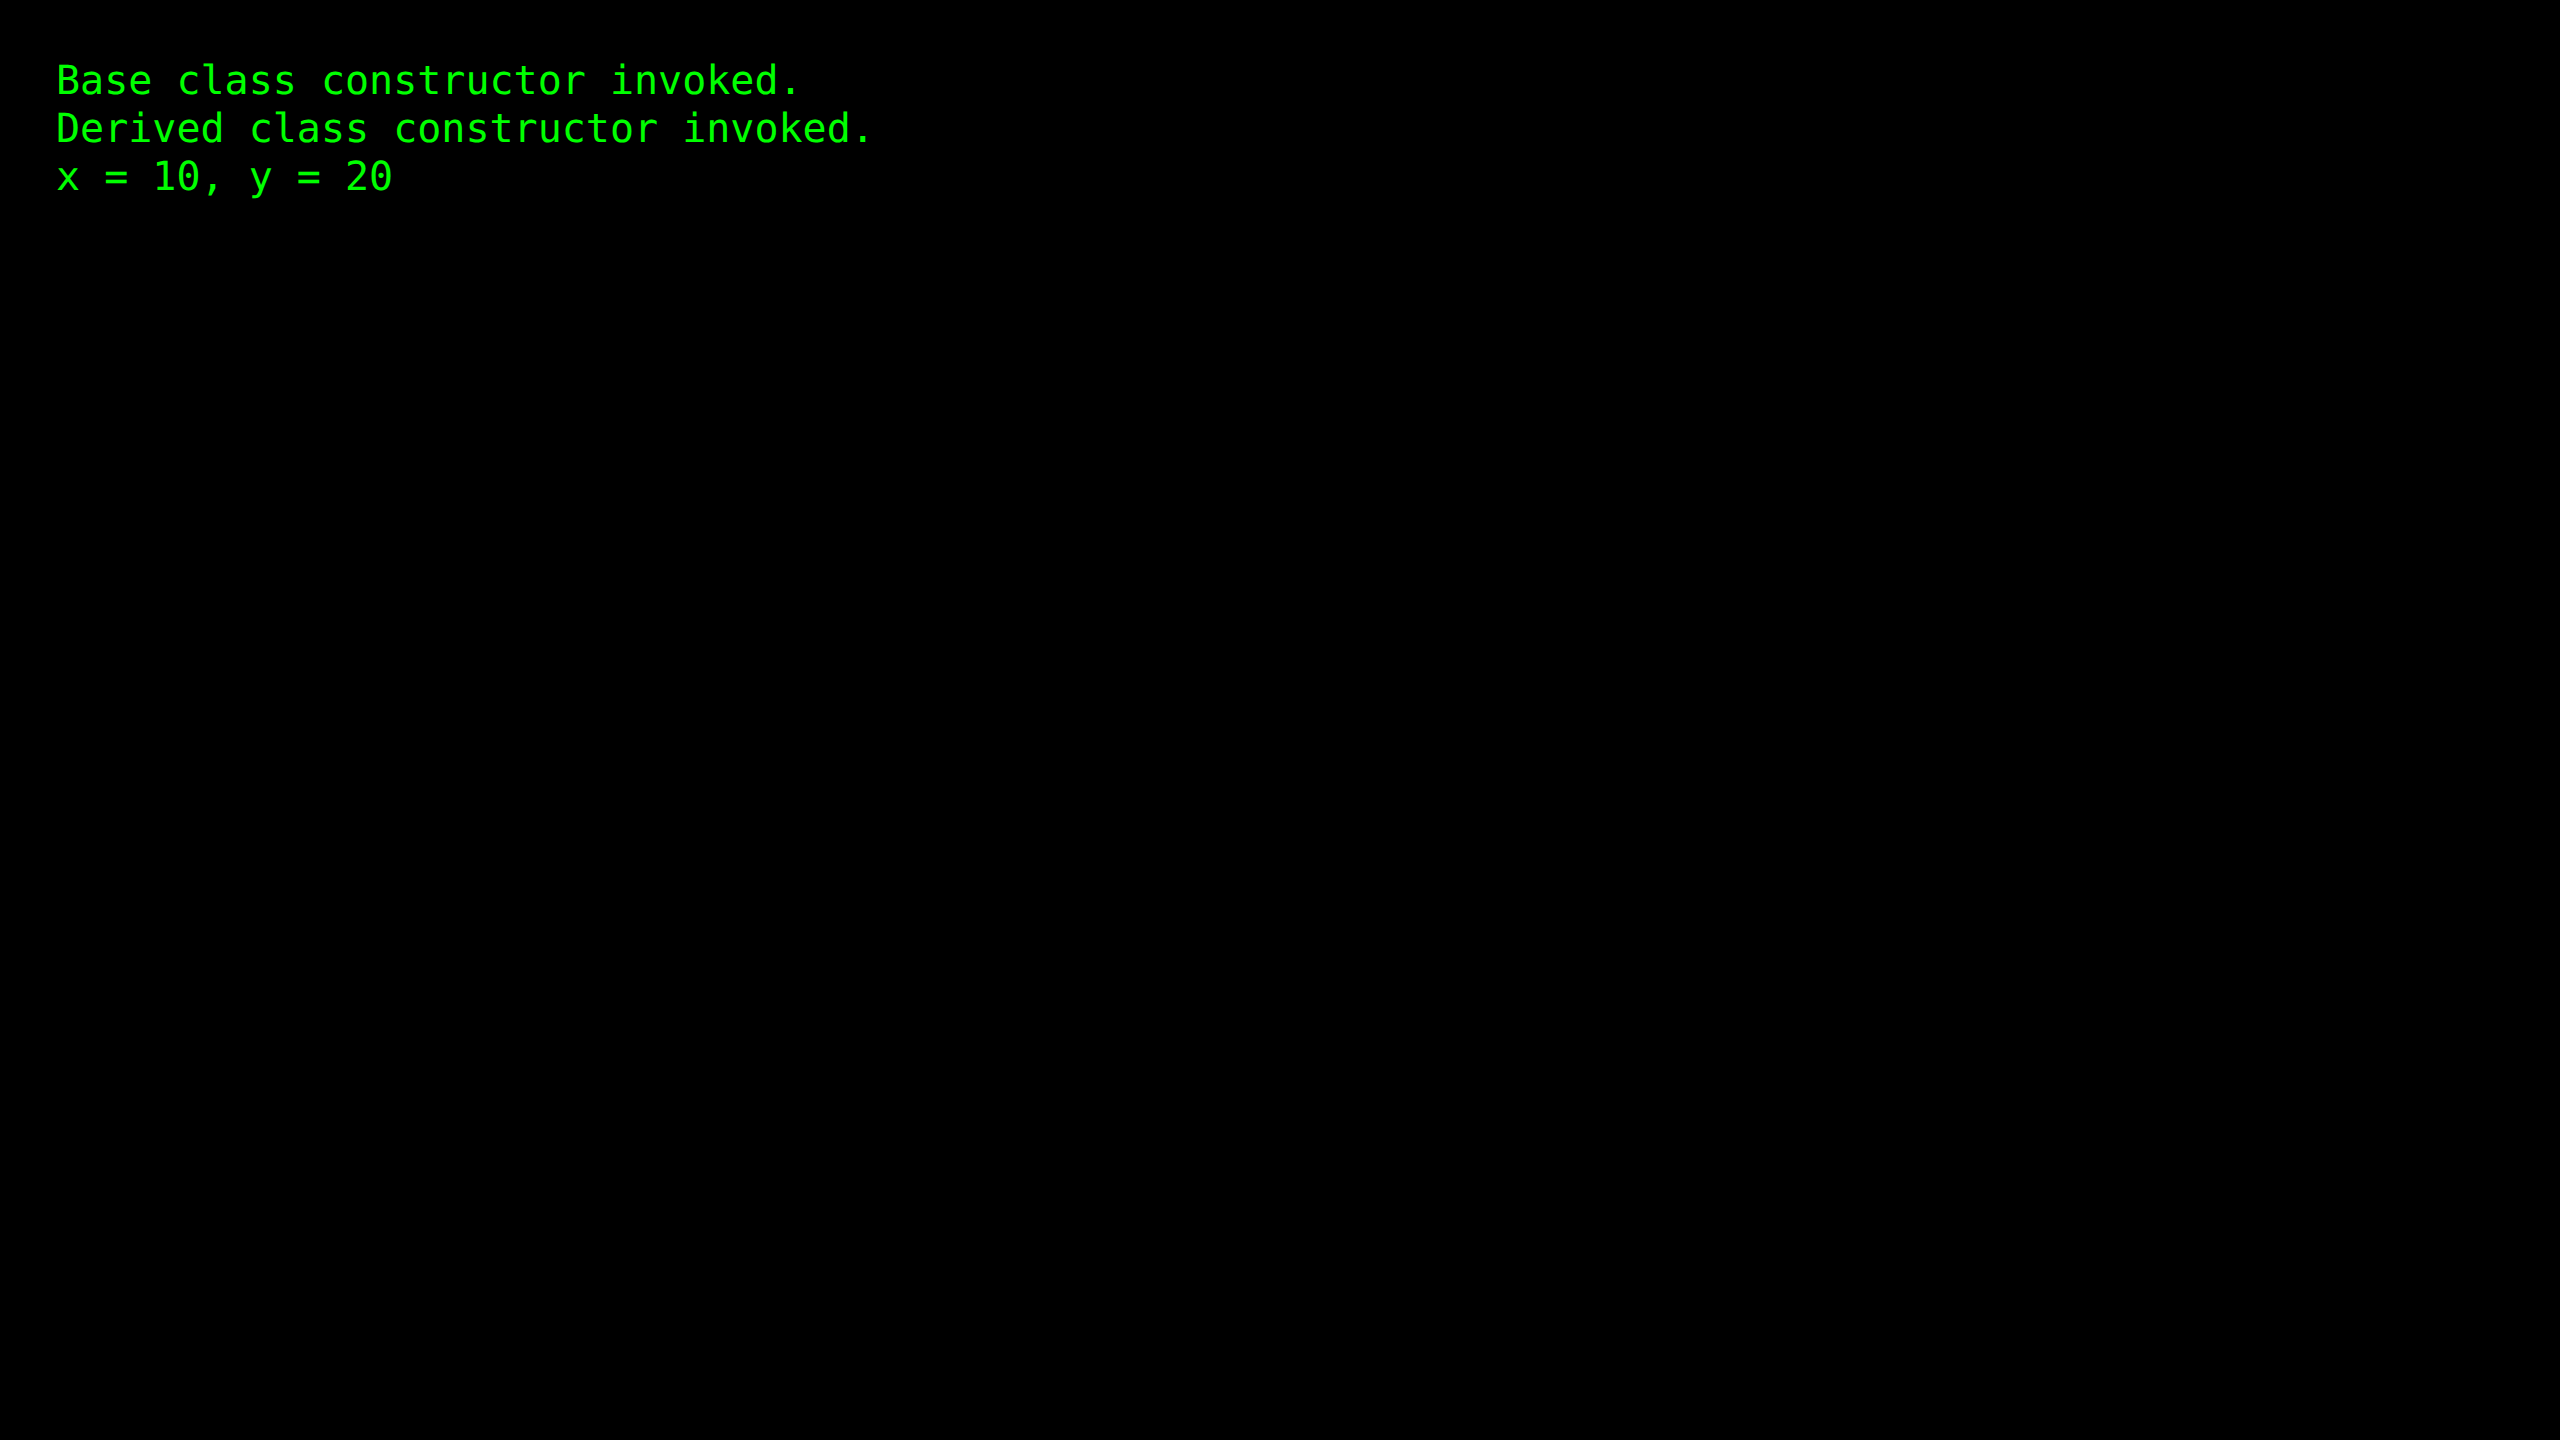 Base class constructor invoked.
Derived class constructor invoked.
x = 10, y = 20